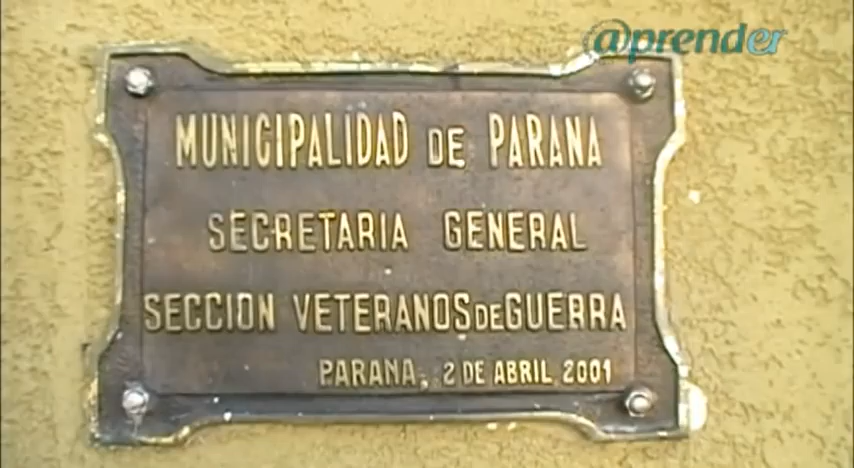 @prender
MUNICIPALIDAD DE PARANA
SECRETARIA GENERAL
SECCION VETERANOS DE GUERRA
PARANA, 2 DE ABRIL 2001